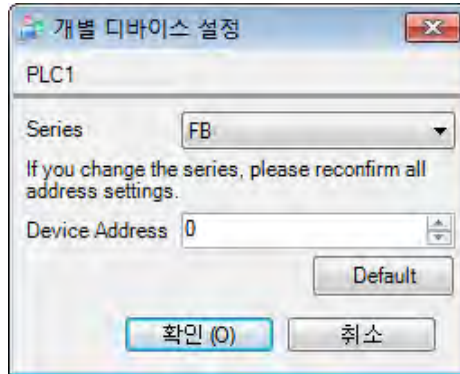 개별 디바이스 설정
PLC1
Series FB
If you change the series, please reconfirm all
address settings.
Device Address 0
Default
확인 (O) 취소